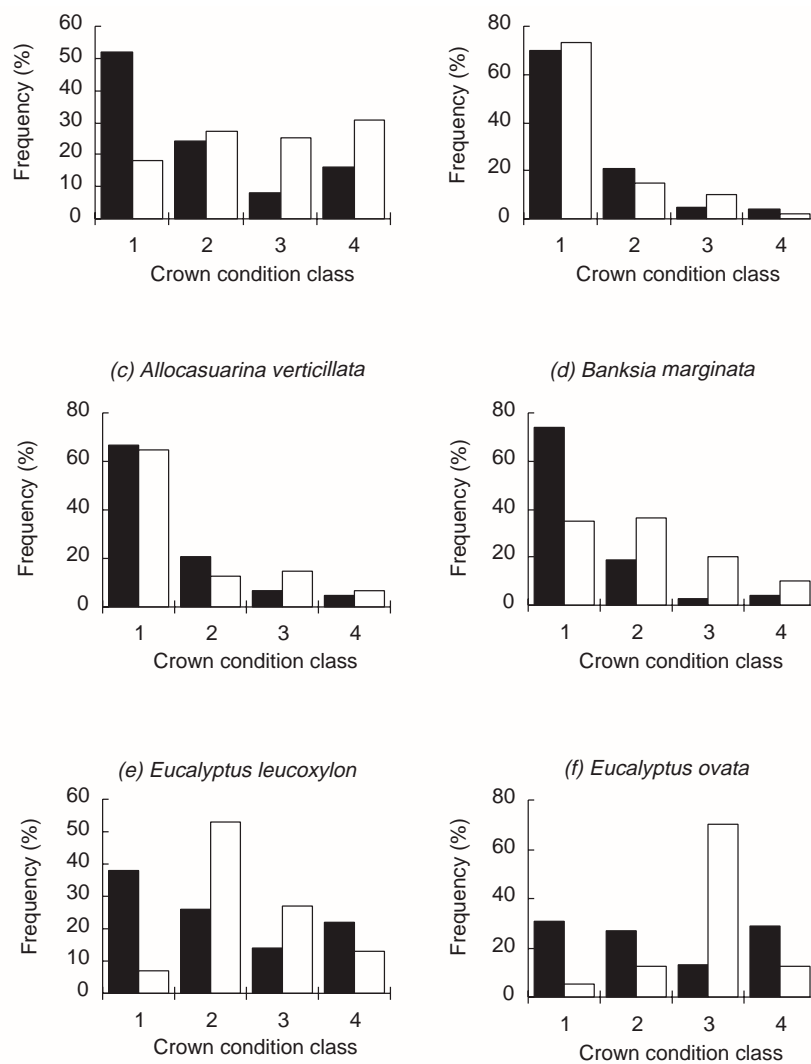 60
50
40
30
20
10
0
Frequency (%)
1 2 3 4
Crown condition class
80
60
40
20
0
Frequency (%)
1 2 3 4
Crown condition class
(c) Allocasuarina verticillata
80
60
40
20
0
Frequency (%)
1 2 3 4
Crown condition class
(d) Banksia marginata
80
60
40
20
0
Frequency (%)
1 2 3 4
Crown condition class
(e) Eucalyptus leucoxylon
60
50
40
30
20
10
0
Frequency (%)
1 2 3 4
Crown condition class
(f) Eucalyptus ovata
80
60
40
20
0
Frequency (%)
1 2 3 4
Crown condition class